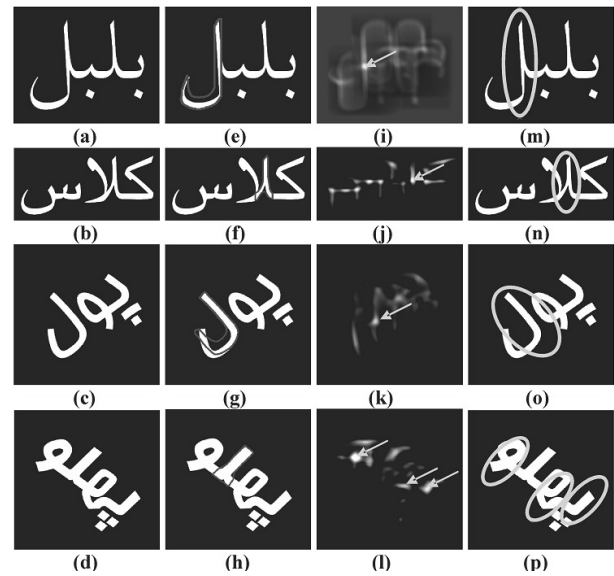 بلبل بلبل بلبل
(a) (e) (i) (m)
کلاس کلاس کلاس
(b) (f) (j) (n)
پول پول پول
(c) (g) (k) (o)
پهلو پهلو پهلو
(d) (h) (l) (p)